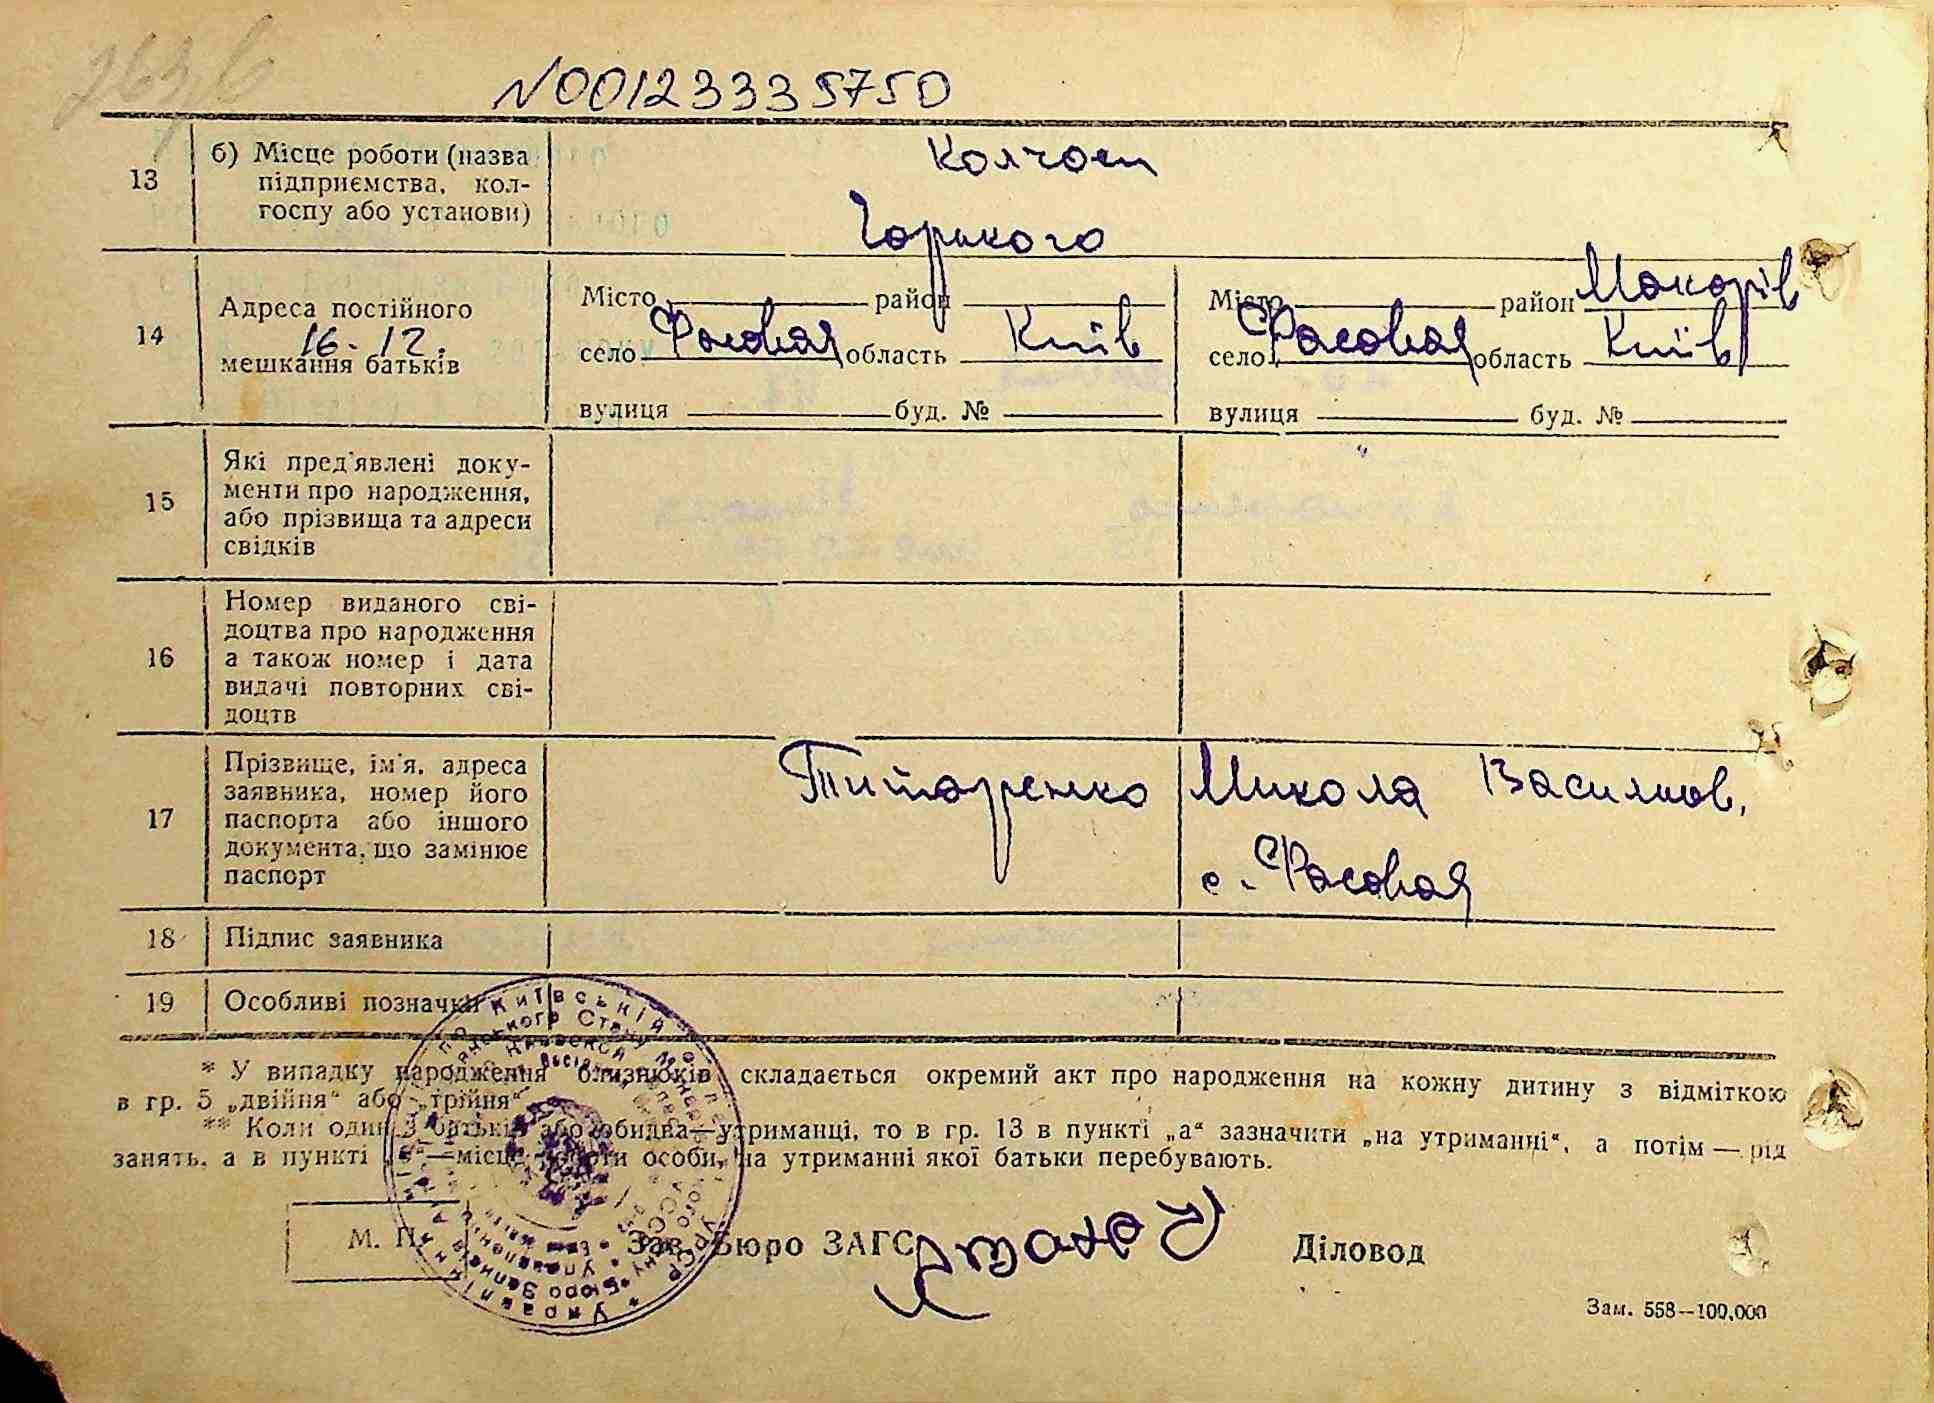 263/6
N00123335750
13
б) Місце роботи (назва
підприємства, кол-
госпу або установи)
Колгосп
Горького
14
Адреса постійного
16-12.
мешкання батьків
Місто район
село Фасовая область Київ
вулиця буд. №
Місто район Макарів
село Фасовая область Київ
вулиця буд. №
15
Які пред'явлені доку-
менти про народження,
або прізвища та адреси
свідків
16
Номер виданого сві-
доцтва про народження
а також номер і дата
видачі повторних сві-
доцтв
17
Прізвище, ім'я, адреса
заявника, номер його
паспорта або іншого
документа, що замінює
паспорт
Титаренко Микола Василіов,
с. Фасовая
18
Підпис заявника
19
Особливі позначки
* У випадку народження близнюків складається окремий акт про народження на кожну дитину з відміткою
в гр. 5 „двійня“ або „трійня“
** Коли один з батьків або обидва—утриманці, то в гр. 13 в пункті „а“ зазначити „на утриманні“, а потім — рід
занять, а в пункті „б“—місце роботи особи, на утриманні якої батьки перебувають.
М. П.
Зав. Бюро ЗАГС
Діловод
Зам. 558—100,000